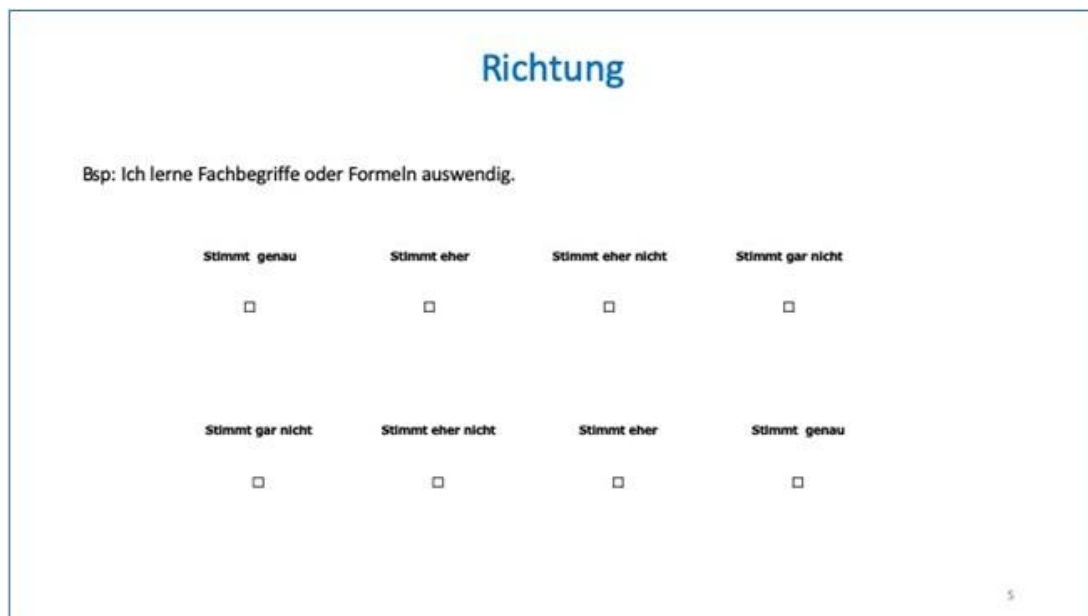 Richtung
Bsp: Ich lerne Fachbegriffe oder Formeln auswendig.
Stimmt genau Stimmt eher Stimmt eher nicht Stimmt gar nicht
Stimmt gar nicht Stimmt eher nicht Stimmt eher Stimmt genau
5